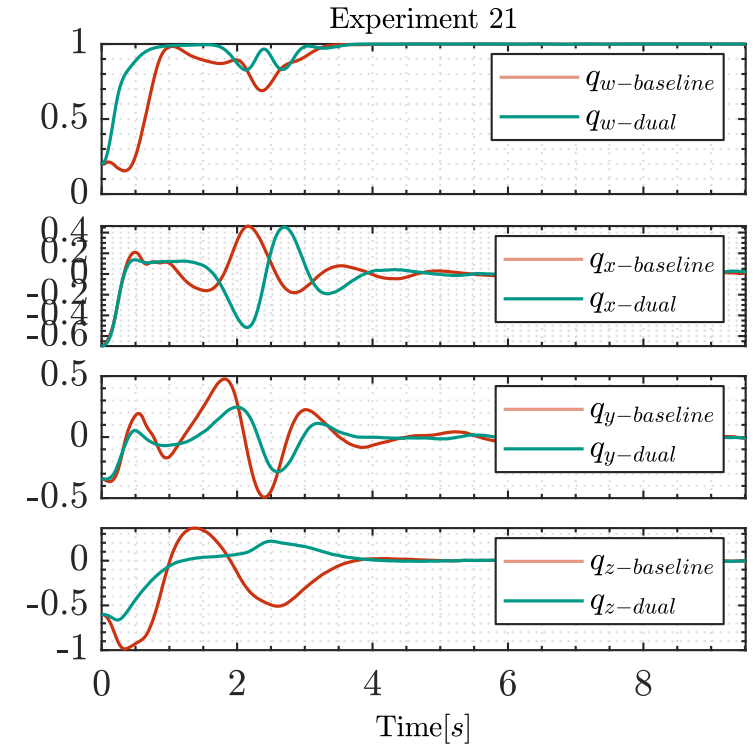 Experiment 21
1
0.5
0
q_{w-baseline}
q_{w-dual}
0.4
0.2
0
-0.2
-0.4
-0.6
q_{x-baseline}
q_{x-dual}
0.5
0
-0.5
q_{y-baseline}
q_{y-dual}
0
-0.5
-1
q_{z-baseline}
q_{z-dual}
0 2 4 6 8
Time[s]